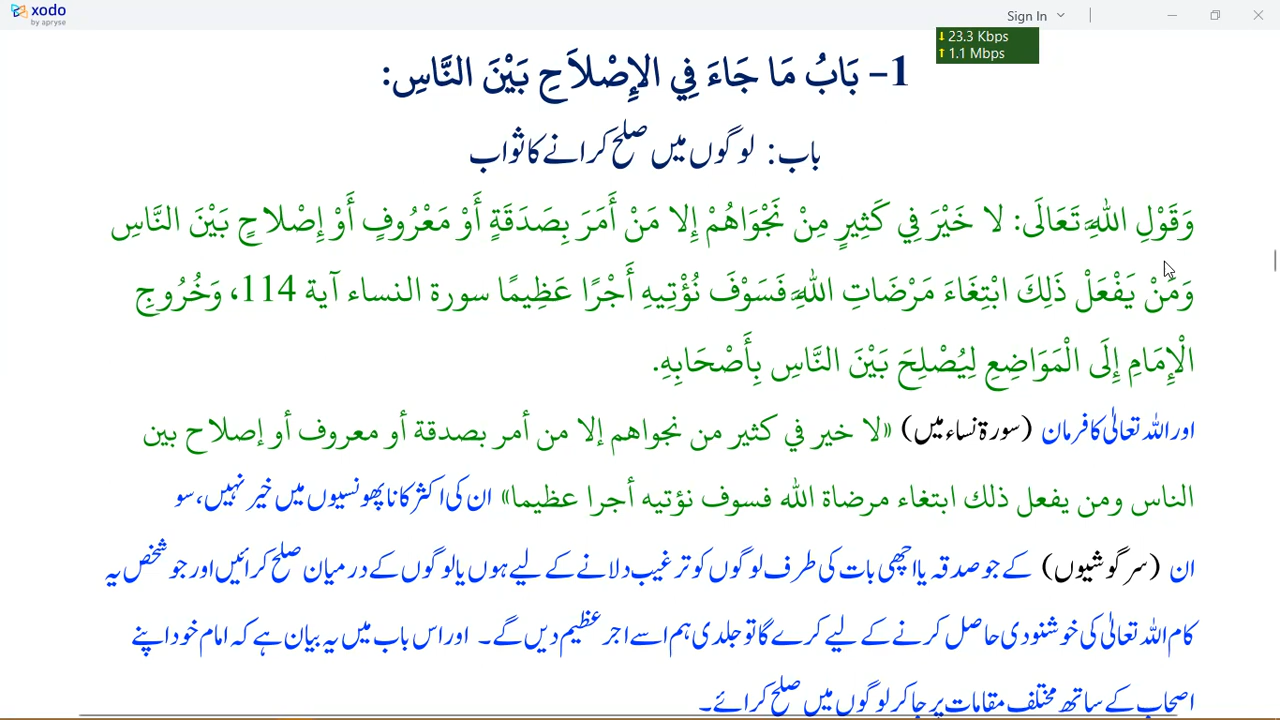 xodo
by apryse
Sign In
23.3 Kbps
1.1 Mbps
1- بَابُ مَا جَاءَ فِي الإِصْلاَحِ بَيْنَ النَّاسِ:
باب: لوگوں میں صلح کرانے کا ثواب
وَقَوْلِ اللهِ تَعَالَى: لا خَيْرَ فِي كَثِيرٍ مِنْ نَجْوَاهُمْ إِلا مَنْ أَمَرَ بِصَدَقَةٍ أَوْ مَعْرُوفٍ أَوْ إِصْلاحٍ بَيْنَ النَّاسِ
وَمَنْ يَفْعَلْ ذَلِكَ ابْتِغَاءَ مَرْضَاتِ اللهِ فَسَوْفَ نُؤْتِيهِ أَجْرًا عَظِيمًا سورة النساء آية 114، وَخُرُوجِ
الْإِمَامِ إِلَى الْمَوَاضِعِ لِيُصْلِحَ بَيْنَ النَّاسِ بِأَصْحَابِهِ.
اور اللہ تعالیٰ کا فرمان (سورۃ نساء میں) «لا خير في كثير من نجواهم إلا من أمر بصدقة أو معروف أو إصلاح بين
الناس ومن يفعل ذلك ابتغاء مرضاة الله فسوف نؤتيه أجرا عظيما» ان کی اکثر کانا پھونسیوں میں خیر نہیں، سو
ان (سرگوشیوں) کے جو صدقہ یا اچھی بات کی طرف لوگوں کو ترغیب دلانے کے لیے ہوں یا لوگوں کے درمیان صلح کرائیں اور جو شخص یہ
کام اللہ تعالیٰ کی خوشنودی حاصل کرنے کے لیے کرے گا تو جلدی ہم اسے اجر عظیم دیں گے۔ اور اس باب میں یہ بیان ہے کہ امام خود اپنے
اصحاب کے ساتھ مختلف مقامات پر جا کر لوگوں میں صلح کرائے۔